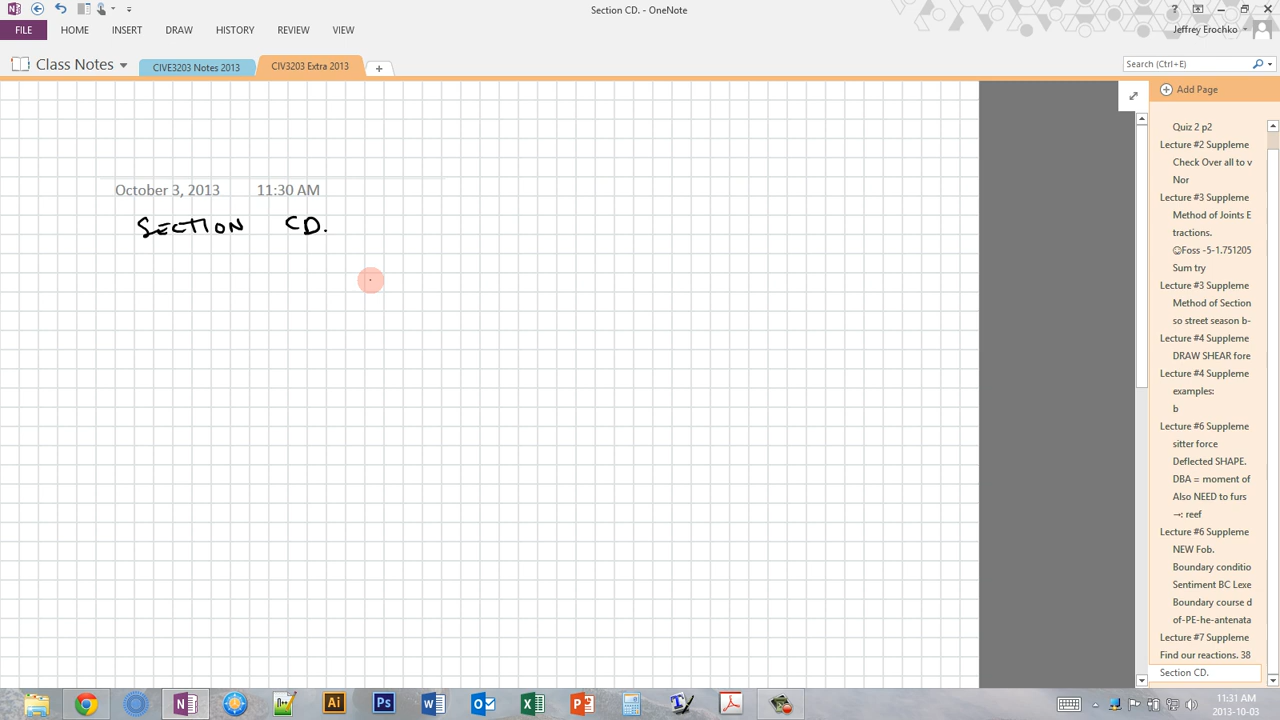 Section CD. - OneNote
FILE HOME INSERT DRAW HISTORY REVIEW VIEW
Jeffrey Erochko
Class Notes
CIVE3203 Notes 2013
CIV3203 Extra 2013
Search (Ctrl+E)
Add Page
October 3, 2013 11:30 AM
SECTION CD.
Quiz 2 p2
Lecture #2 Suppleme
Check Over all to v
Nor
Lecture #3 Suppleme
Method of Joints E
tractions.
☺Foss -5-1.751205
Sum try
Lecture #3 Suppleme
Method of Section
so street season b-
Lecture #4 Suppleme
DRAW SHEAR fore
Lecture #4 Suppleme
examples:
b
Lecture #6 Suppleme
sitter force
Deflected SHAPE.
DBA = moment of
Also NEED to furs
→: reef
Lecture #6 Suppleme
NEW Fob.
Boundary conditio
Sentiment BC Lexe
Boundary course d
of-PE-he-antenata
Lecture #7 Suppleme
Find our reactions. 38
Section CD.
11:31 AM
2013-10-03